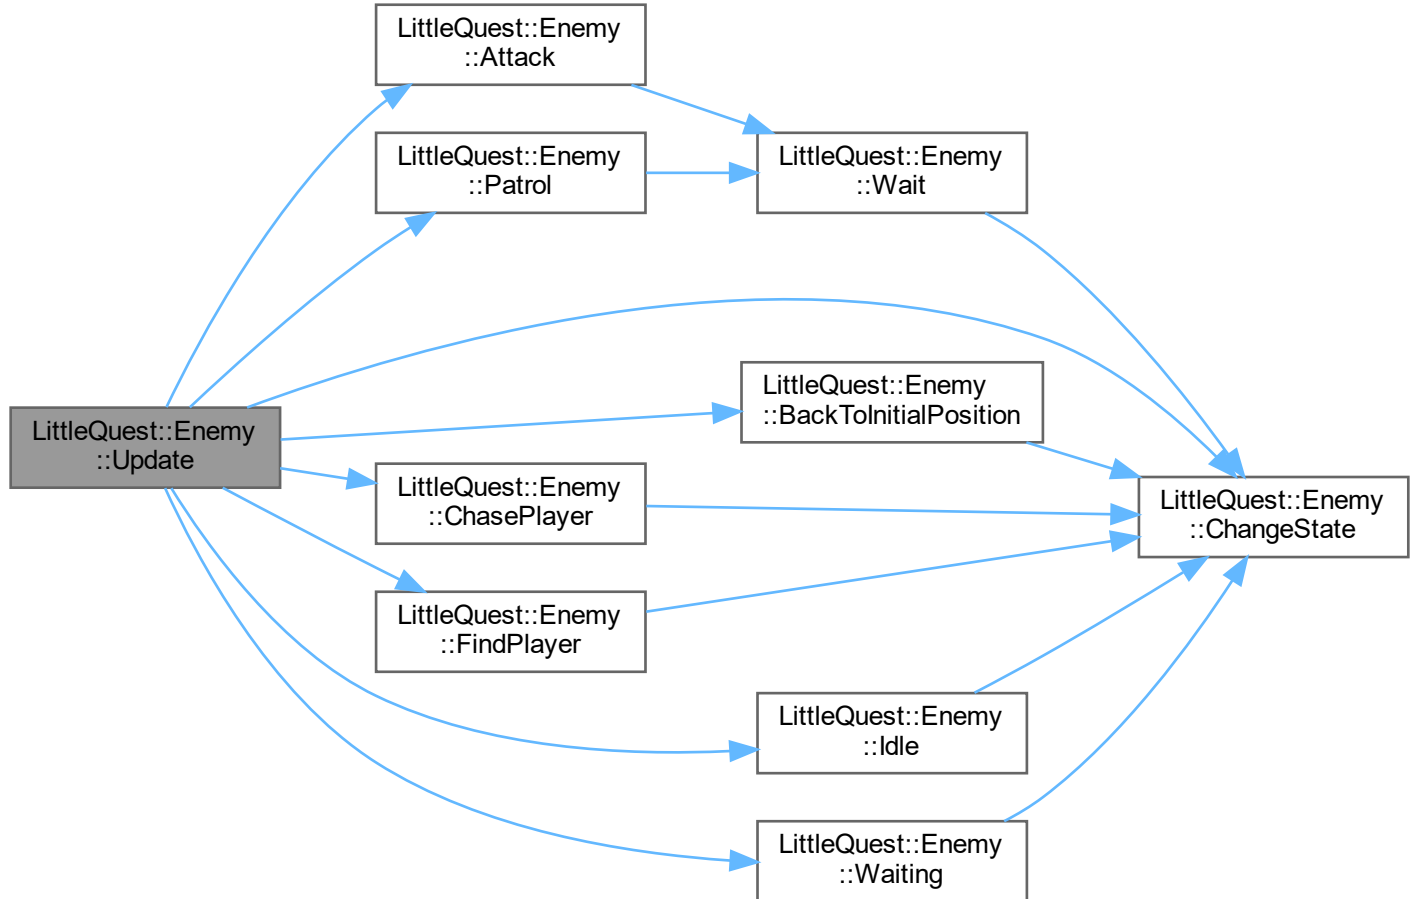 LittleQuest::Enemy
::Attack
LittleQuest::Enemy
::Patrol
LittleQuest::Enemy
::Wait
LittleQuest::Enemy
::BackToInitialPosition
LittleQuest::Enemy
::Update
LittleQuest::Enemy
::ChasePlayer
LittleQuest::Enemy
::ChangeState
LittleQuest::Enemy
::FindPlayer
LittleQuest::Enemy
::Idle
LittleQuest::Enemy
::Waiting